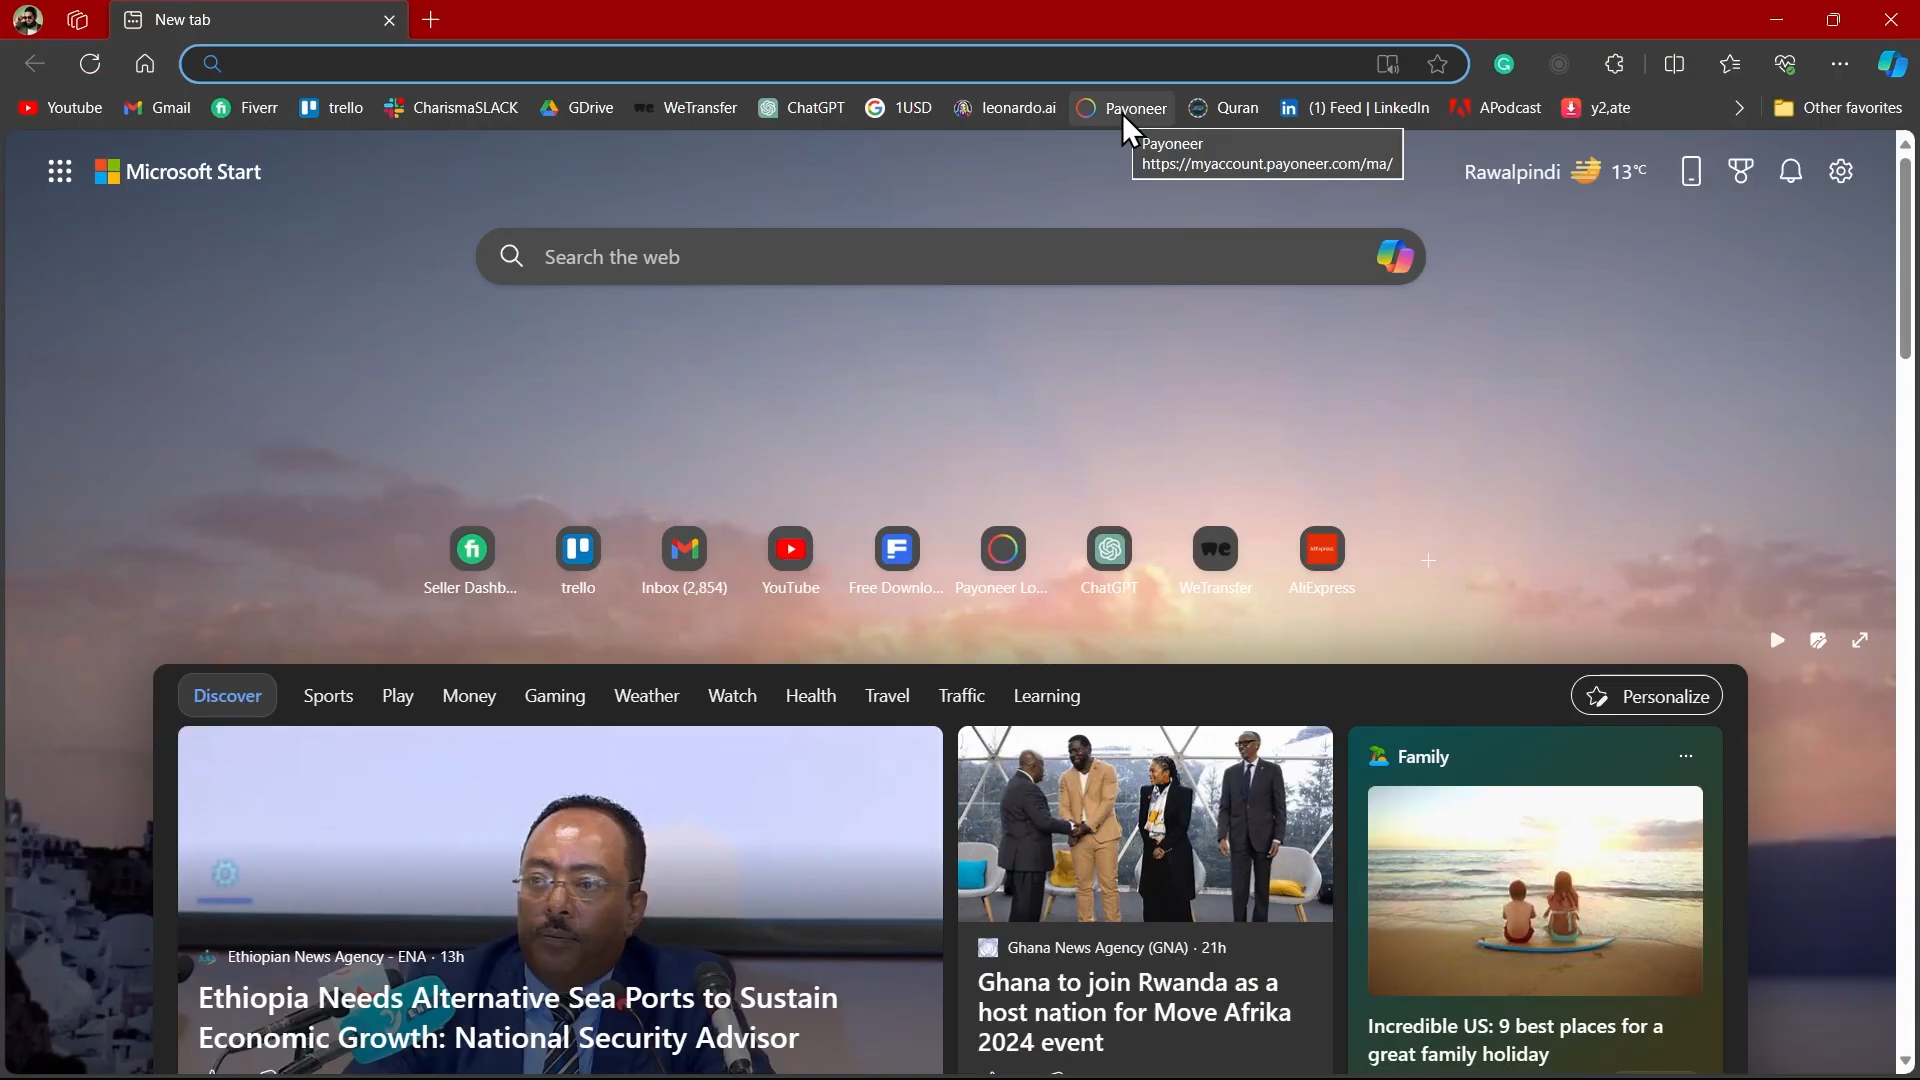 New tab
Youtube Gmail Fiverr trello CharismaSLACK GDrive WeTransfer ChatGPT 1USD leonardo.ai Payoneer Quran (1) Feed | LinkedIn APodcast y2,ate Other favorites
Payoneer
https://myaccount.payoneer.com/ma/
Microsoft Start
Rawalpindi 13°C
Search the web
Seller Dashb... trello Inbox (2,854) YouTube Free Downlo... Payoneer Lo... ChatGPT WeTransfer AliExpress
Discover Sports Play Money Gaming Weather Watch Health Travel Traffic Learning Personalize
Family
Ethiopian News Agency - ENA · 13h
Ethiopia Needs Alternative Sea Ports to Sustain
Economic Growth: National Security Advisor
Ghana News Agency (GNA) · 21h
Ghana to join Rwanda as a
host nation for Move Afrika
2024 event
Incredible US: 9 best places for a
great family holiday